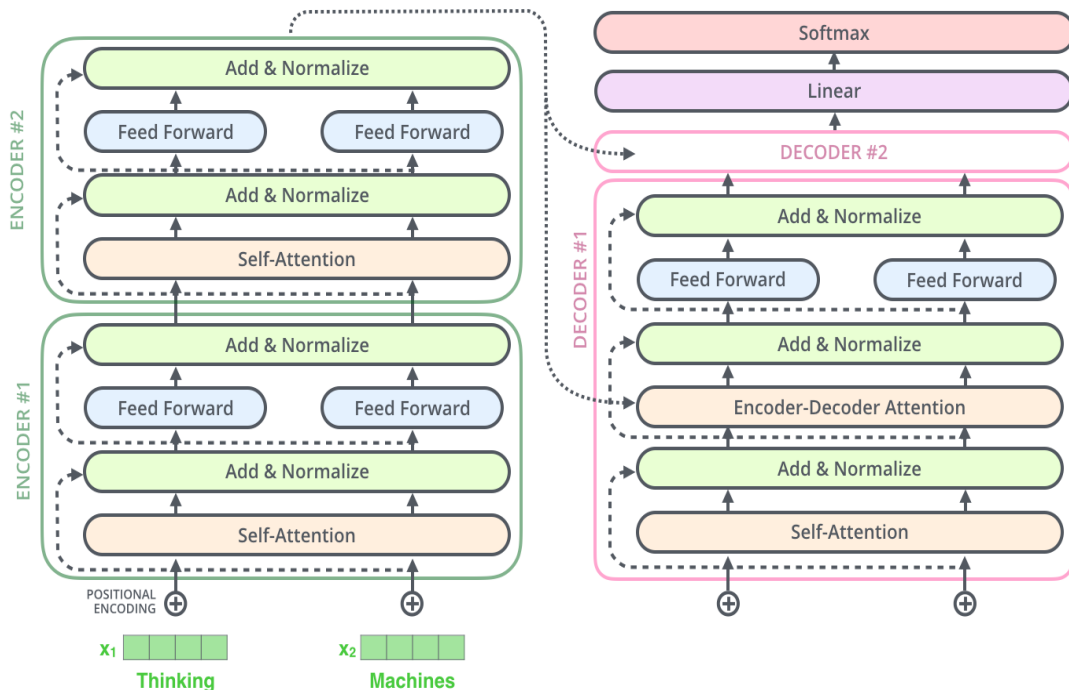 ENCODER #2
Add & Normalize
Feed Forward
Feed Forward
Add & Normalize
Self-Attention
ENCODER #1
Add & Normalize
Feed Forward
Feed Forward
Add & Normalize
Self-Attention
POSITIONAL
ENCODING
x1
x2
Thinking
Machines
Softmax
Linear
DECODER #2
DECODER #1
Add & Normalize
Feed Forward
Feed Forward
Add & Normalize
Encoder-Decoder Attention
Add & Normalize
Self-Attention